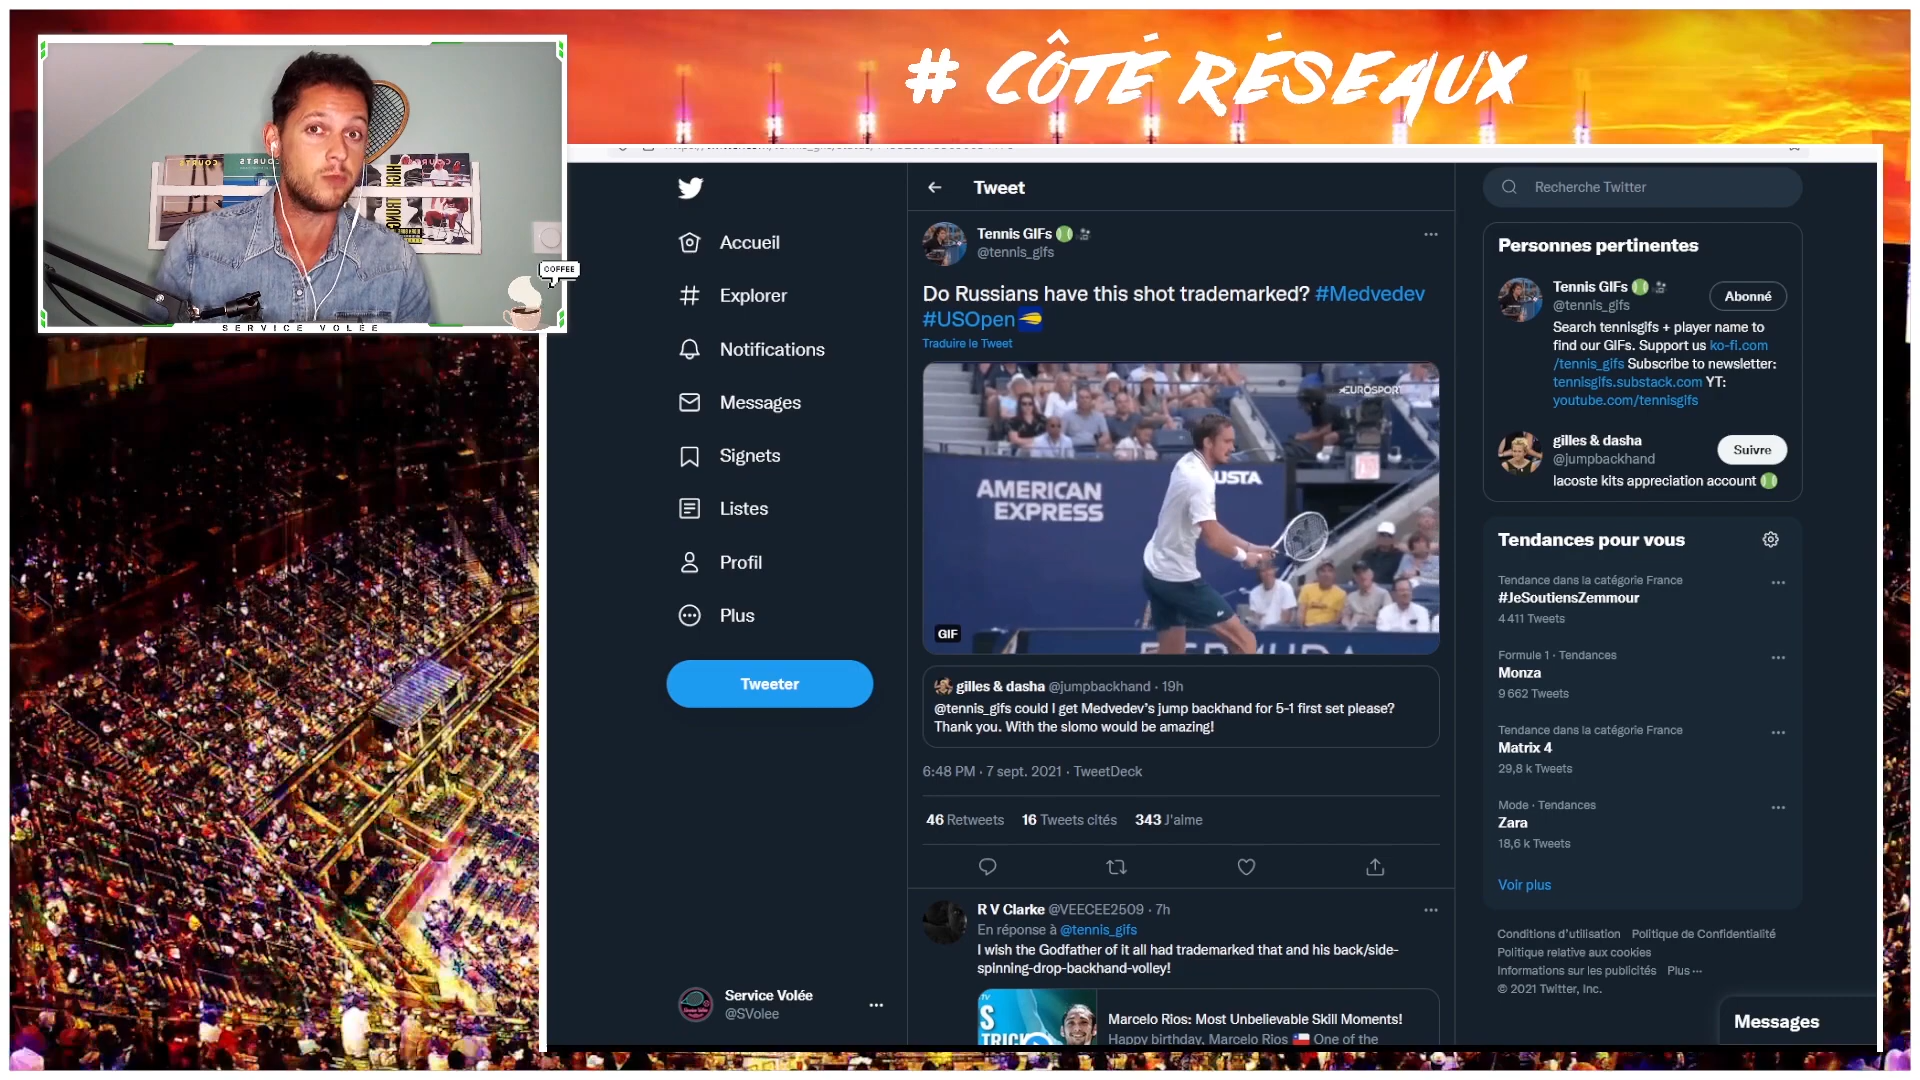 # CÔTÉ RÉSEAUX
COFFEE
SERVICE VOLÉE
Accueil
Explorer
Notifications
Messages
Signets
Listes
Profil
Plus
Tweeter
Service Volée
@SVolee
Tweet
Tennis GIFs
@tennis_gifs
Do Russians have this shot trademarked? #Medvedev
#USOpen
Traduire le Tweet
EUROSPORT
AMERICAN
EXPRESS
USTA
BERMUDA
GIF
gilles & dasha @jumpbackhand · 19h
@tennis_gifs could I get Medvedev's jump backhand for 5-1 first set please?
Thank you. With the slomo would be amazing!
6:48 PM · 7 sept. 2021 · TweetDeck
46 Retweets 16 Tweets cités 343 J'aime
R V Clarke @VEECEE2509 · 7h
En réponse à @tennis_gifs
I wish the Godfather of it all had trademarked that and his back/side-
spinning-drop-backhand-volley!
Marcelo Rios: Most Unbelievable Skill Moments!
Happy birthday, Marcelo Rios One of the
Recherche Twitter
Personnes pertinentes
Tennis GIFs
@tennis_gifs
Abonné
Search tennisgifs + player name to
find our GIFs. Support us ko-fi.com
/tennis_gifs Subscribe to newsletter:
tennisgifs.substack.com YT:
youtube.com/tennisgifs
gilles & dasha
@jumpbackhand
Suivre
lacoste kits appreciation account
Tendances pour vous
Tendance dans la catégorie France
#JeSoutiensZemmour
4 411 Tweets
Formule 1 · Tendances
Monza
9 662 Tweets
Tendance dans la catégorie France
Matrix 4
29,8 k Tweets
Mode · Tendances
Zara
18,6 k Tweets
Voir plus
Conditions d'utilisation Politique de Confidentialité
Politique relative aux cookies
Informations sur les publicités Plus ···
© 2021 Twitter, Inc.
Messages